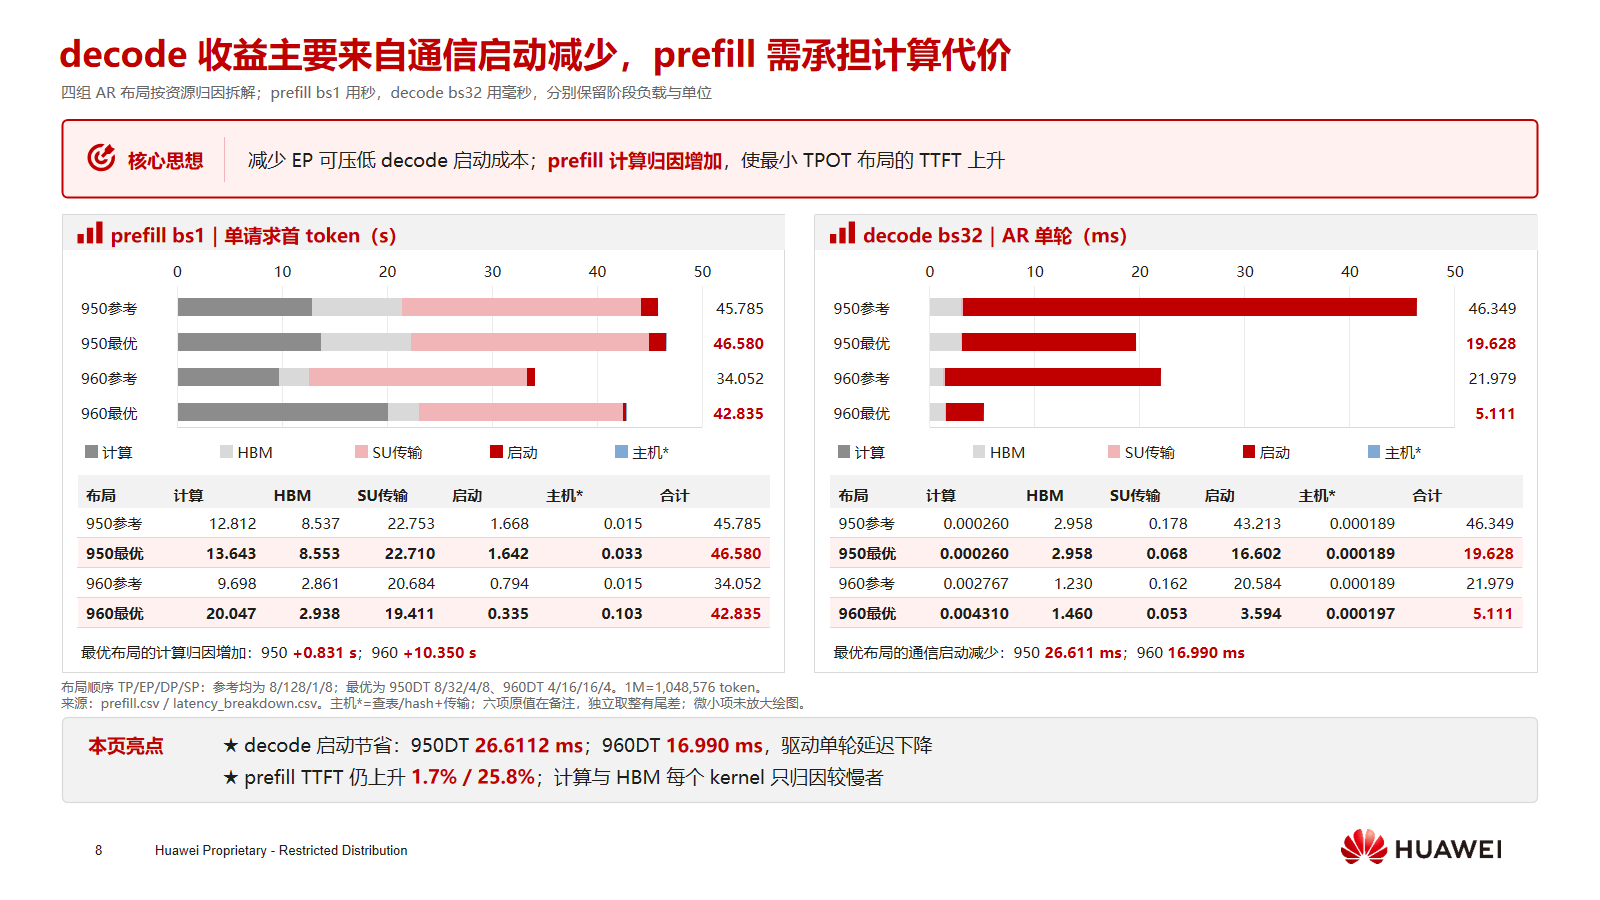 decode 收益主要来自通信启动减少，prefill 需承担计算代价
四组 AR 布局按资源归因拆解；prefill bs1 用秒，decode bs32 用毫秒，分别保留阶段负载与单位
核心思想
减少 EP 可压低 decode 启动成本；prefill 计算归因增加，使最小 TPOT 布局的 TTFT 上升
prefill bs1｜单请求首 token（s）
0 10 20 30 40 50
950参考 45.785
950最优 46.580
960参考 34.052
960最优 42.835
计算 HBM SU传输 启动 主机*
布局 计算 HBM SU传输 启动 主机* 合计
950参考 12.812 8.537 22.753 1.668 0.015 45.785
950最优 13.643 8.553 22.710 1.642 0.033 46.580
960参考 9.698 2.861 20.684 0.794 0.015 34.052
960最优 20.047 2.938 19.411 0.335 0.103 42.835
最优布局的计算归因增加：950 +0.831 s；960 +10.350 s
decode bs32｜AR 单轮（ms）
0 10 20 30 40 50
950参考 46.349
950最优 19.628
960参考 21.979
960最优 5.111
计算 HBM SU传输 启动 主机*
布局 计算 HBM SU传输 启动 主机* 合计
950参考 0.000260 2.958 0.178 43.213 0.000189 46.349
950最优 0.000260 2.958 0.068 16.602 0.000189 19.628
960参考 0.002767 1.230 0.162 20.584 0.000189 21.979
960最优 0.004310 1.460 0.053 3.594 0.000197 5.111
最优布局的通信启动减少：950 26.611 ms；960 16.990 ms
布局顺序 TP/EP/DP/SP：参考均为 8/128/1/8；最优为 950DT 8/32/4/8、960DT 4/16/16/4。1M=1,048,576 token。
来源：prefill.csv / latency_breakdown.csv。主机*=查表/hash+传输；六项原值在备注，独立取整有尾差；微小项未放大绘图。
本页亮点
★ decode 启动节省：950DT 26.6112 ms；960DT 16.990 ms，驱动单轮延迟下降
★ prefill TTFT 仍上升 1.7% / 25.8%；计算与 HBM 每个 kernel 只归因较慢者
8
Huawei Proprietary - Restricted Distribution
HUAWEI